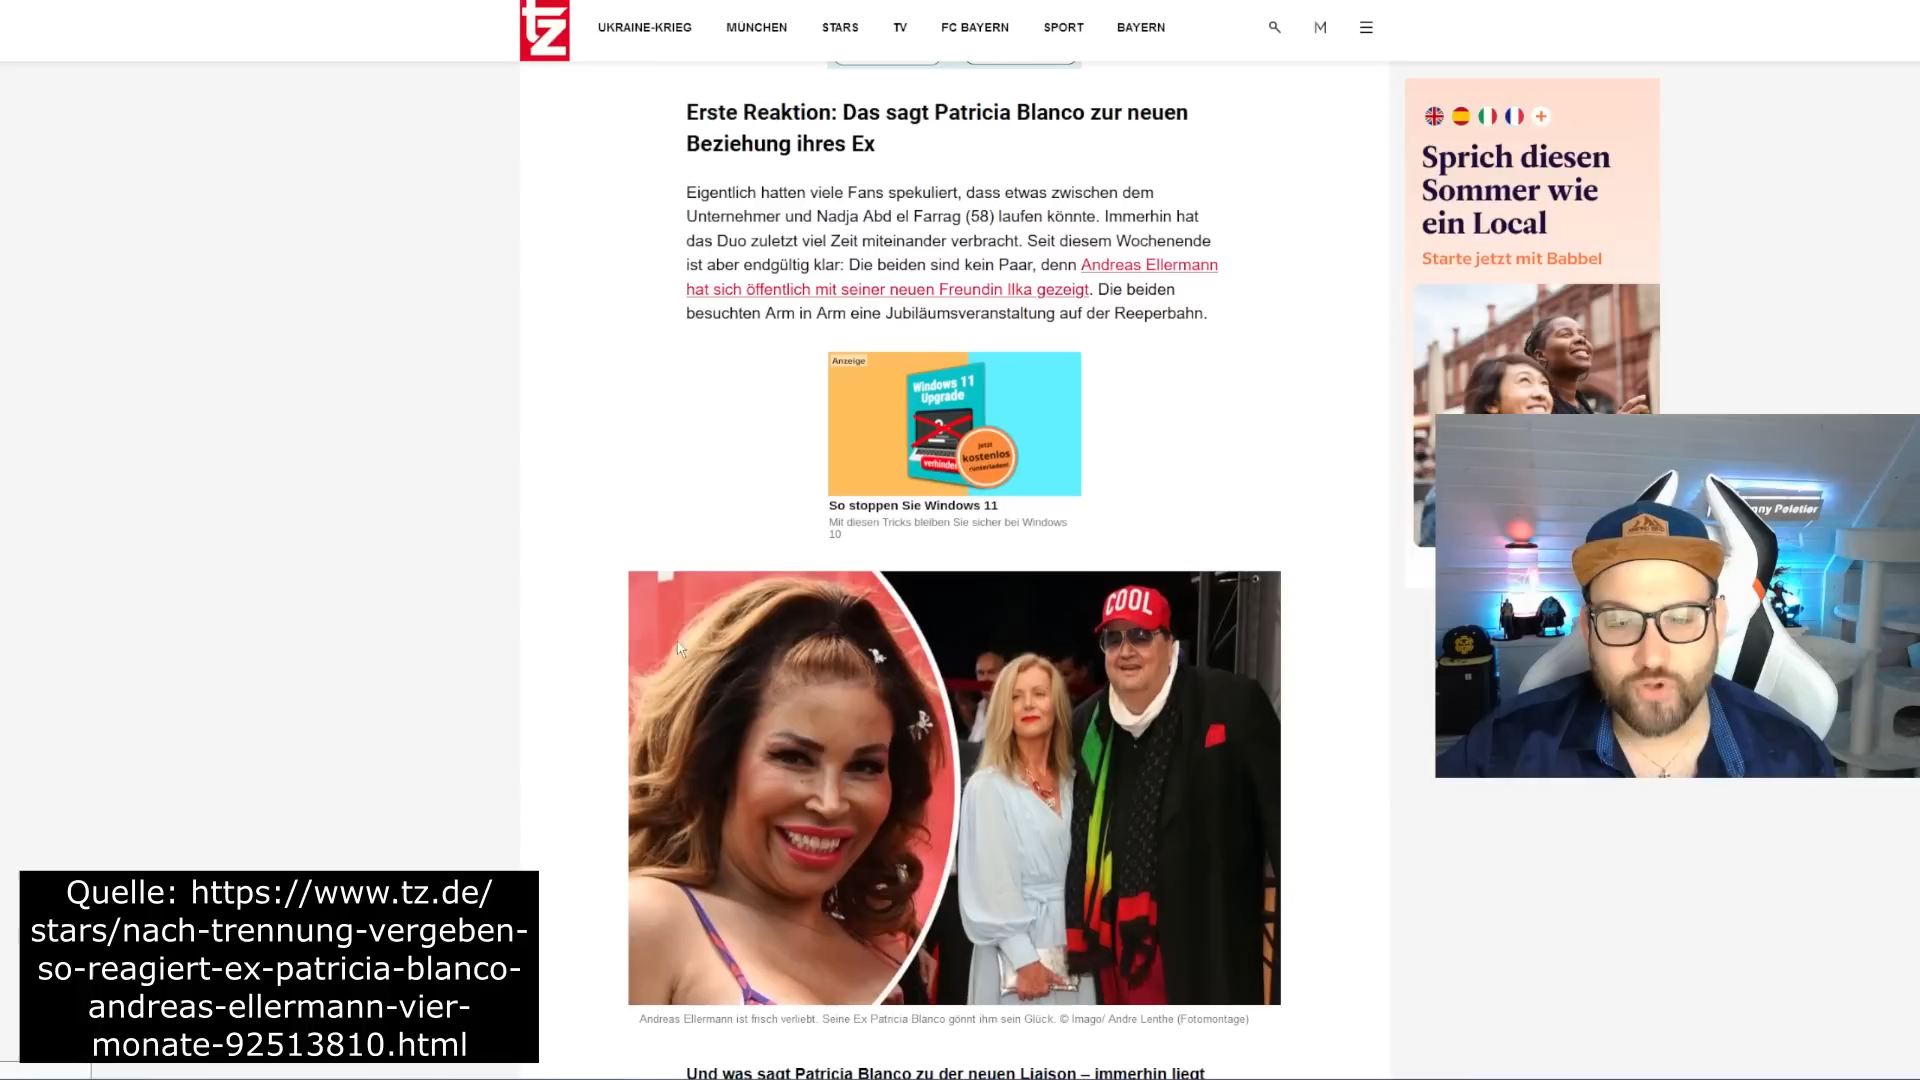 tz
UKRAINE-KRIEG MÜNCHEN STARS TV FC BAYERN SPORT BAYERN
M
Erste Reaktion: Das sagt Patricia Blanco zur neuen
Beziehung ihres Ex
Eigentlich hatten viele Fans spekuliert, dass etwas zwischen dem
Unternehmer und Nadja Abd el Farrag (58) laufen könnte. Immerhin hat
das Duo zuletzt viel Zeit miteinander verbracht. Seit diesem Wochenende
ist aber endgültig klar: Die beiden sind kein Paar, denn Andreas Ellermann
hat sich öffentlich mit seiner neuen Freundin Ilka gezeigt. Die beiden
besuchten Arm in Arm eine Jubiläumsveranstaltung auf der Reeperbahn.
Anzeige
Windows 11
Upgrade
?
verhindern
jetzt
kostenlos
runterladen!
So stoppen Sie Windows 11
Mit diesen Tricks bleiben Sie sicher bei Windows
10
COOL
Andreas Ellermann ist frisch verliebt. Seine Ex Patricia Blanco gönnt ihm sein Glück. © Imago/ Andre Lenthe (Fotomontage)
Und was sagt Patricia Blanco zu der neuen Liaison – immerhin liegt
Sprich diesen
Sommer wie
ein Local
Starte jetzt mit Babbel
Quelle: https://www.tz.de/
stars/nach-trennung-vergeben-
so-reagiert-ex-patricia-blanco-
andreas-ellermann-vier-
monate-92513810.html